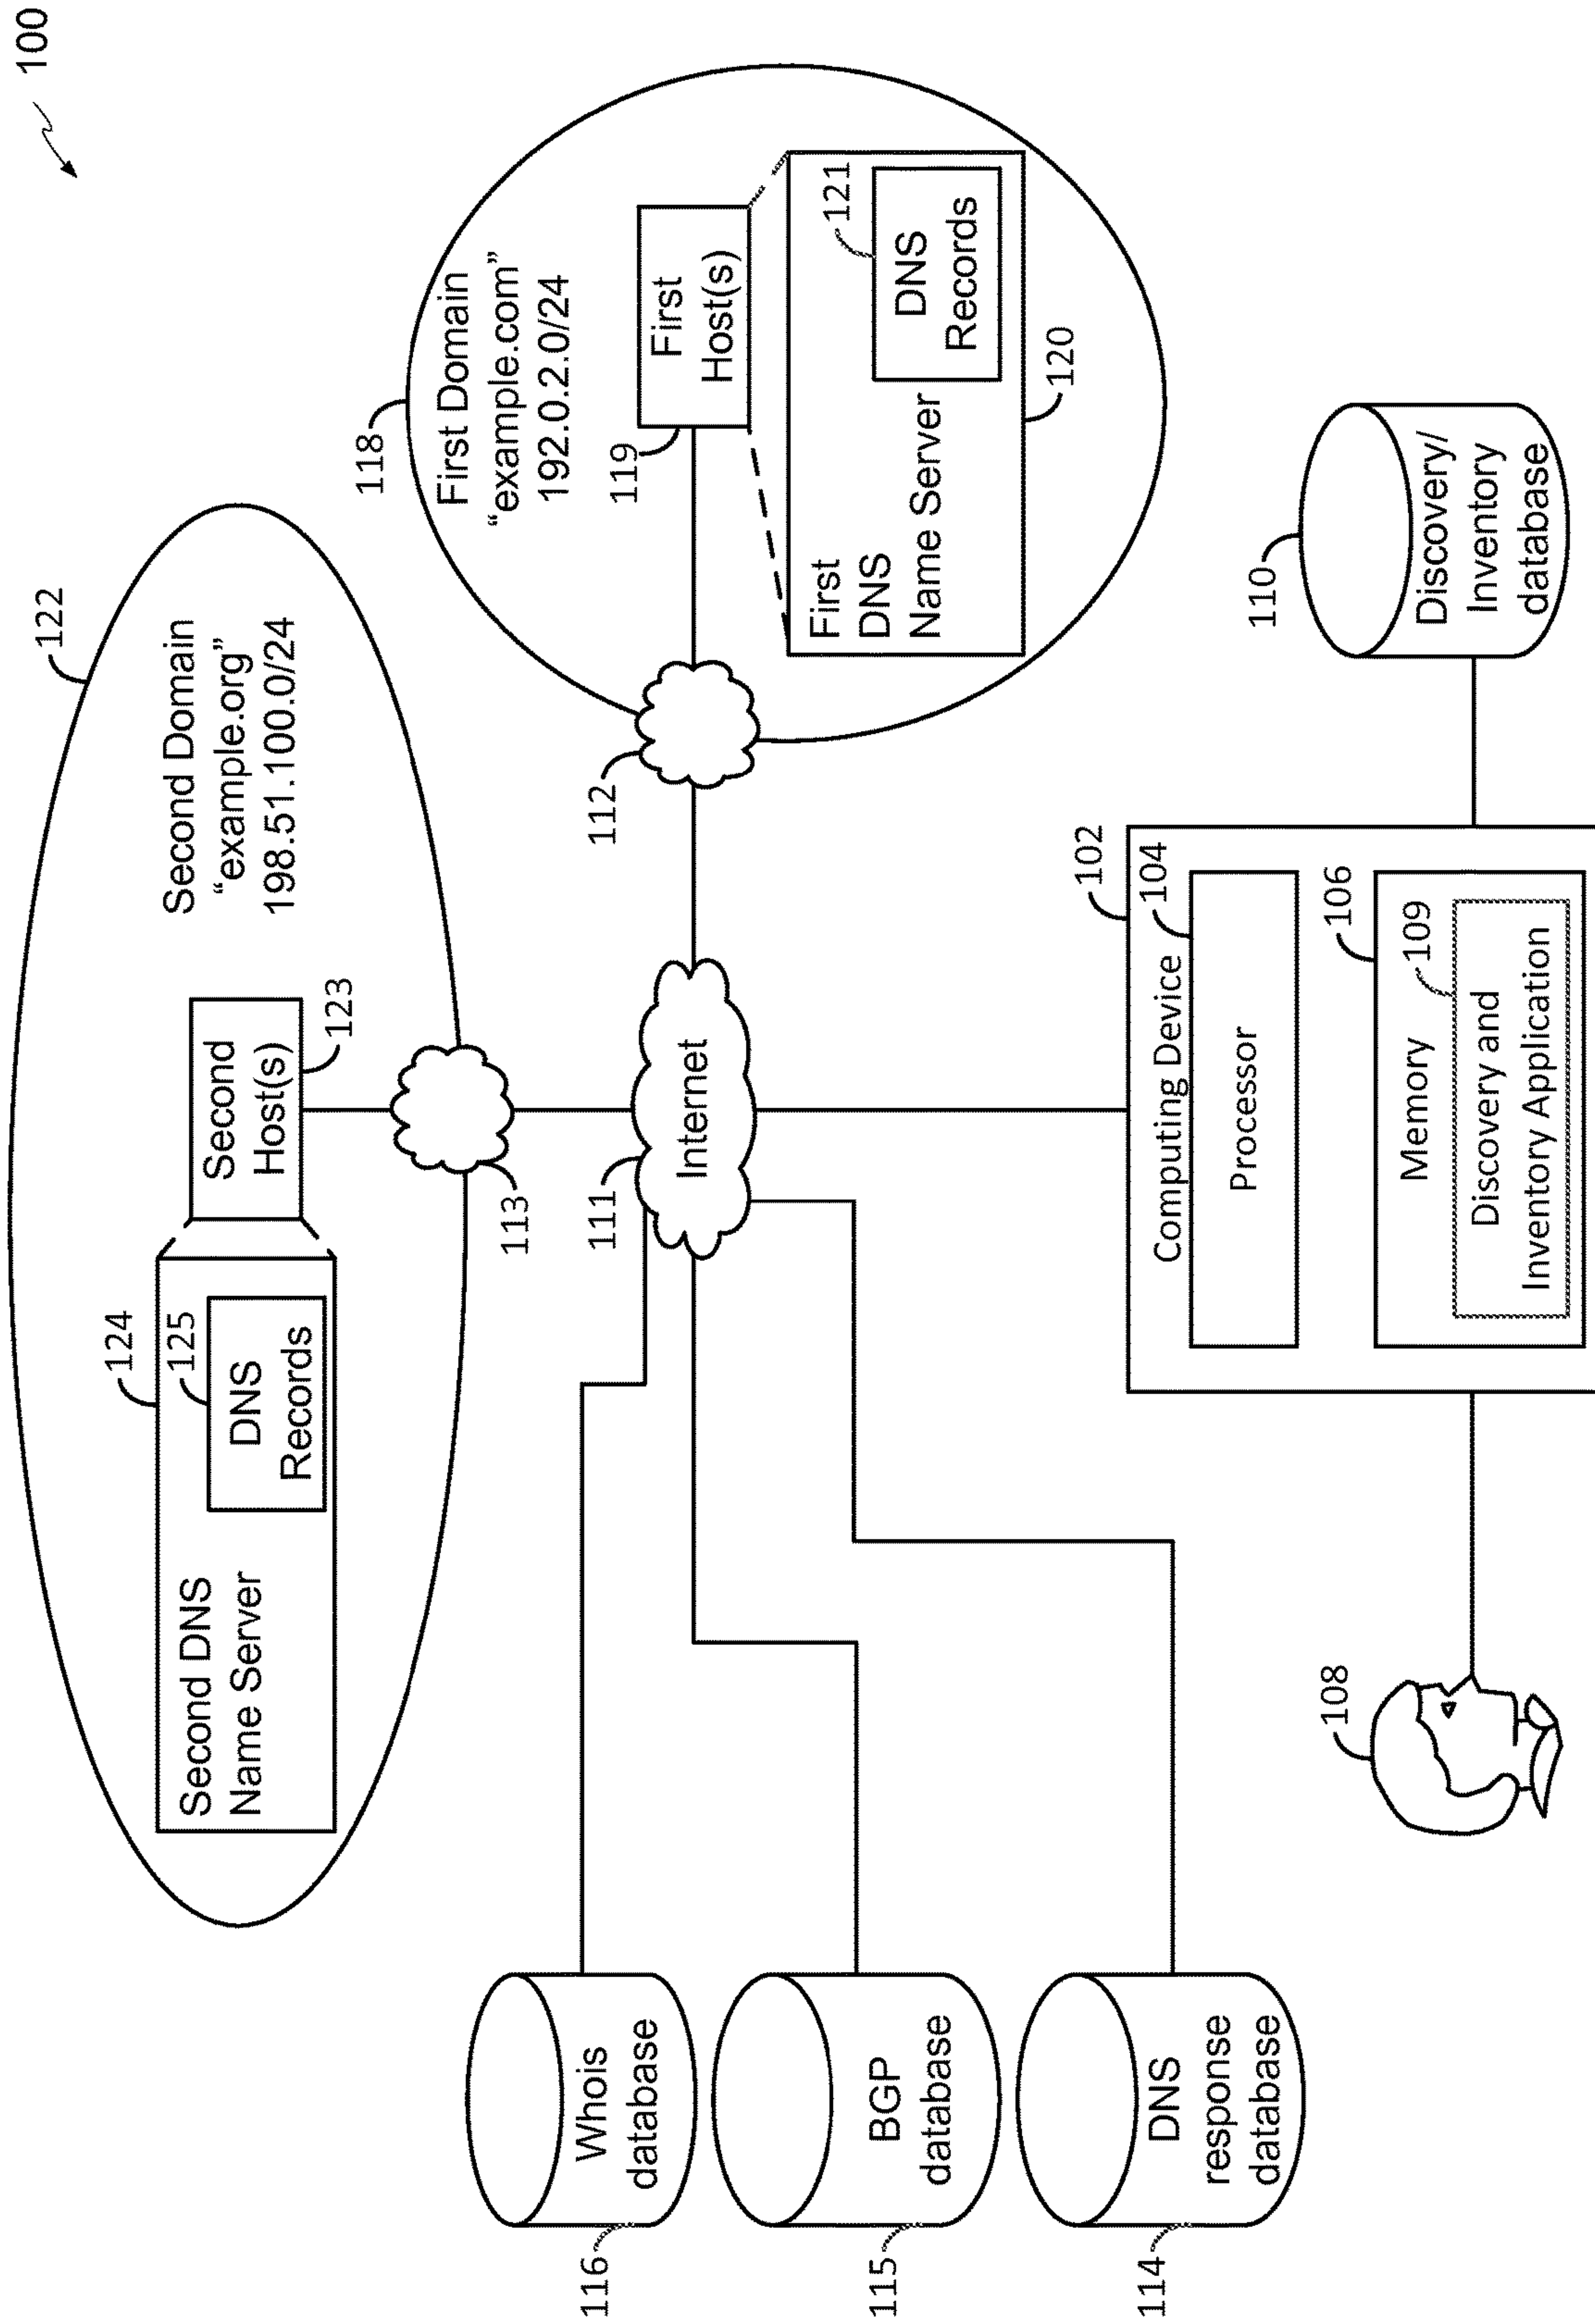 100
122
Second Domain
“example.org”
198.51.100.0/24
124
125
Second DNS
Name Server
DNS
Records
Second
Host(s)
123
113
118
First Domain
“example.com”
192.0.2.0/24
119
First
Host(s)
112
First
DNS
Name Server
121
DNS
Records
120
111
Internet
116
Whois
database
115
BGP
database
114
DNS
response
database
102
Computing Device
104
Processor
106
Memory
109
Discovery and
Inventory Application
108
110
Discovery/
Inventory
database